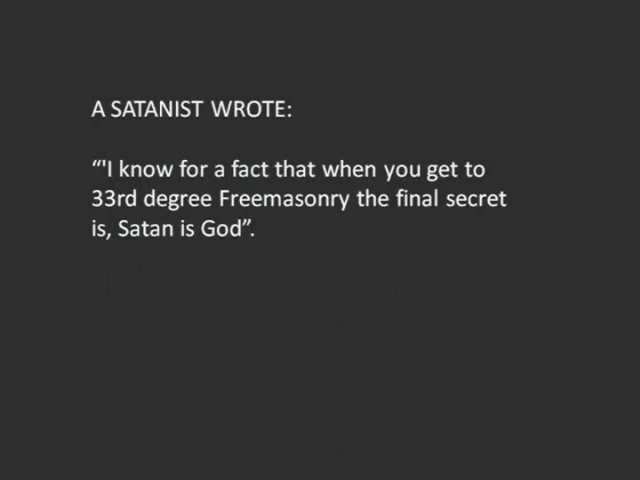 A SATANIST WROTE:
“'I know for a fact that when you get to
33rd degree Freemasonry the final secret
is, Satan is God”.